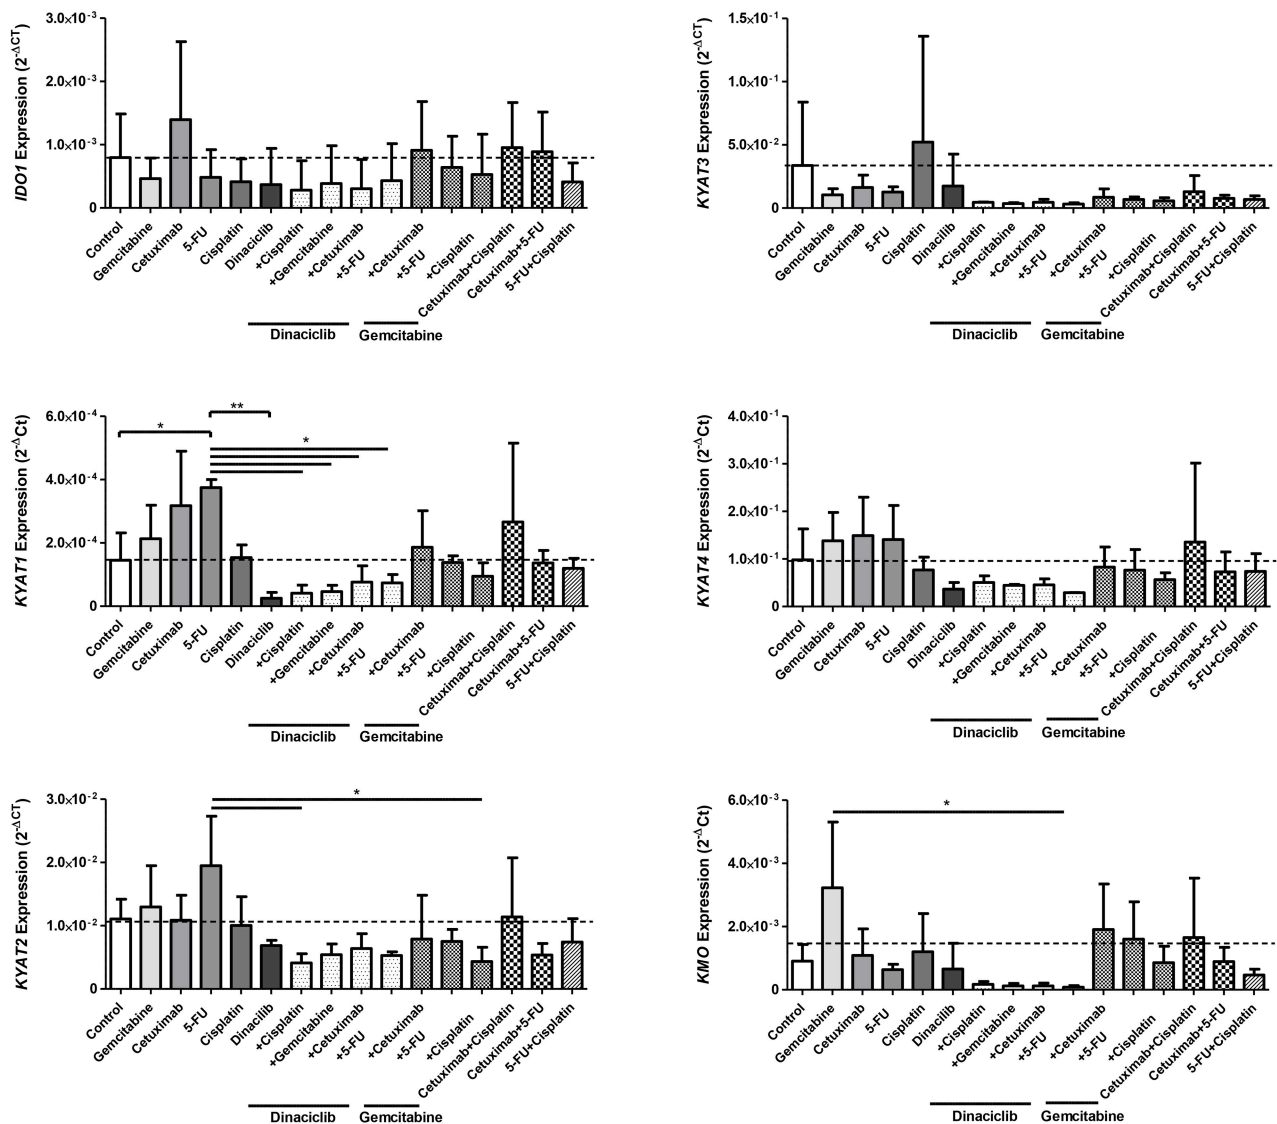 IDO1 Expression (2^-ΔCT)
3.0×10^-3
2.0×10^-3
1.0×10^-3
0
Control
Gemcitabine
Cetuximab
5-FU
Cisplatin
Dinaciclib
+Cisplatin
+Gemcitabine
+Cetuximab
+5-FU
+Cetuximab
+5-FU
+Cisplatin
Cetuximab+Cisplatin
Cetuximab+5-FU
5-FU+Cisplatin
Dinaciclib
Gemcitabine
KYAT3 Expression (2^-ΔCT)
1.5×10^-1
1.0×10^-1
5.0×10^-2
0
Control
Gemcitabine
Cetuximab
5-FU
Cisplatin
Dinaciclib
+Cisplatin
+Gemcitabine
+Cetuximab
+5-FU
+Cetuximab
+5-FU
+Cisplatin
Cetuximab+Cisplatin
Cetuximab+5-FU
5-FU+Cisplatin
Dinaciclib
Gemcitabine
KYAT1 Expression (2^-ΔCt)
6.0×10^-4
4.0×10^-4
2.0×10^-4
0
*
**
*
Control
Gemcitabine
Cetuximab
5-FU
Cisplatin
Dinaciclib
+Cisplatin
+Gemcitabine
+Cetuximab
+5-FU
+Cetuximab
+5-FU
+Cisplatin
Cetuximab+Cisplatin
Cetuximab+5-FU
5-FU+Cisplatin
Dinaciclib
Gemcitabine
KYAT4 Expression (2^-ΔCt)
4.0×10^-1
3.0×10^-1
2.0×10^-1
1.0×10^-1
0
Control
Gemcitabine
Cetuximab
5-FU
Cisplatin
Dinaciclib
+Cisplatin
+Gemcitabine
+Cetuximab
+5-FU
+Cetuximab
+5-FU
+Cisplatin
Cetuximab+Cisplatin
Cetuximab+5-FU
5-FU+Cisplatin
Dinaciclib
Gemcitabine
KYAT2 Expression (2^-ΔCT)
3.0×10^-2
2.0×10^-2
1.0×10^-2
0
*
Control
Gemcitabine
Cetuximab
5-FU
Cisplatin
Dinaciclib
+Cisplatin
+Gemcitabine
+Cetuximab
+5-FU
+Cetuximab
+5-FU
+Cisplatin
Cetuximab+Cisplatin
Cetuximab+5-FU
5-FU+Cisplatin
Dinaciclib
Gemcitabine
KMO Expression (2^-ΔCt)
6.0×10^-3
4.0×10^-3
2.0×10^-3
0
*
Control
Gemcitabine
Cetuximab
5-FU
Cisplatin
Dinaciclib
+Cisplatin
+Gemcitabine
+Cetuximab
+5-FU
+Cetuximab
+5-FU
+Cisplatin
Cetuximab+Cisplatin
Cetuximab+5-FU
5-FU+Cisplatin
Dinaciclib
Gemcitabine